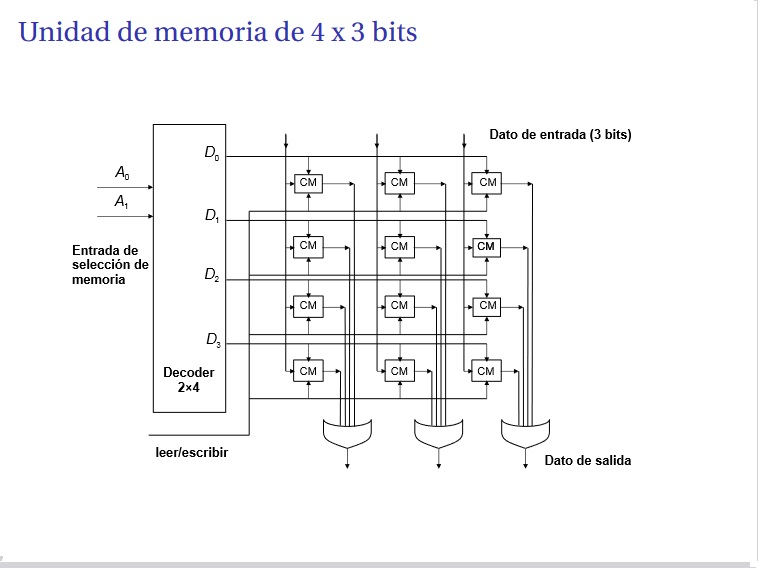 Unidad de memoria de 4 x 3 bits
Dato de entrada (3 bits)
D0
A0
CM CM CM
A1
D1
Entrada de
selección de
memoria
CM CM CM
D2
CM CM CM
D3
Decoder
2×4
CM CM CM
leer/escribir
Dato de salida